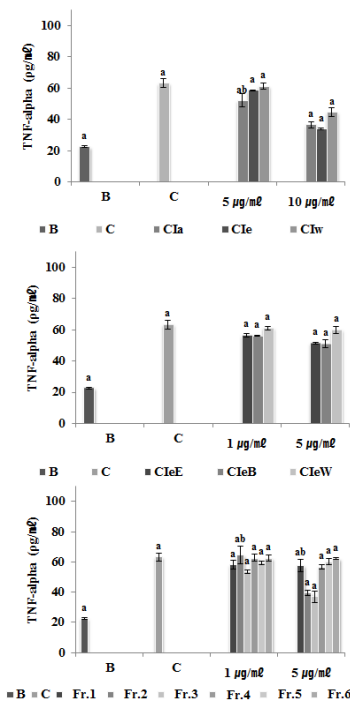 TNF-alpha (ρg/㎖)
100
80
60
40
20
0
a
a
ab
a
a
a
a
a
B
C
5 ㎍/㎖
10 ㎍/㎖
B C CIa CIe CIw
TNF-alpha (ρg/㎖)
100
80
60
40
20
0
a
a
a
a
a
a
a
a
B
C
1 ㎍/㎖
5 ㎍/㎖
B C CIeE CIeB CIeW
TNF-alpha (ρg/㎖)
100
80
60
40
20
0
a
a
a
ab
a
a
a
a
ab
a
a
a
a
a
B
C
1 ㎍/㎖
5 ㎍/㎖
B C Fr.1 Fr.2 Fr.3 Fr.4 Fr.5 Fr.6